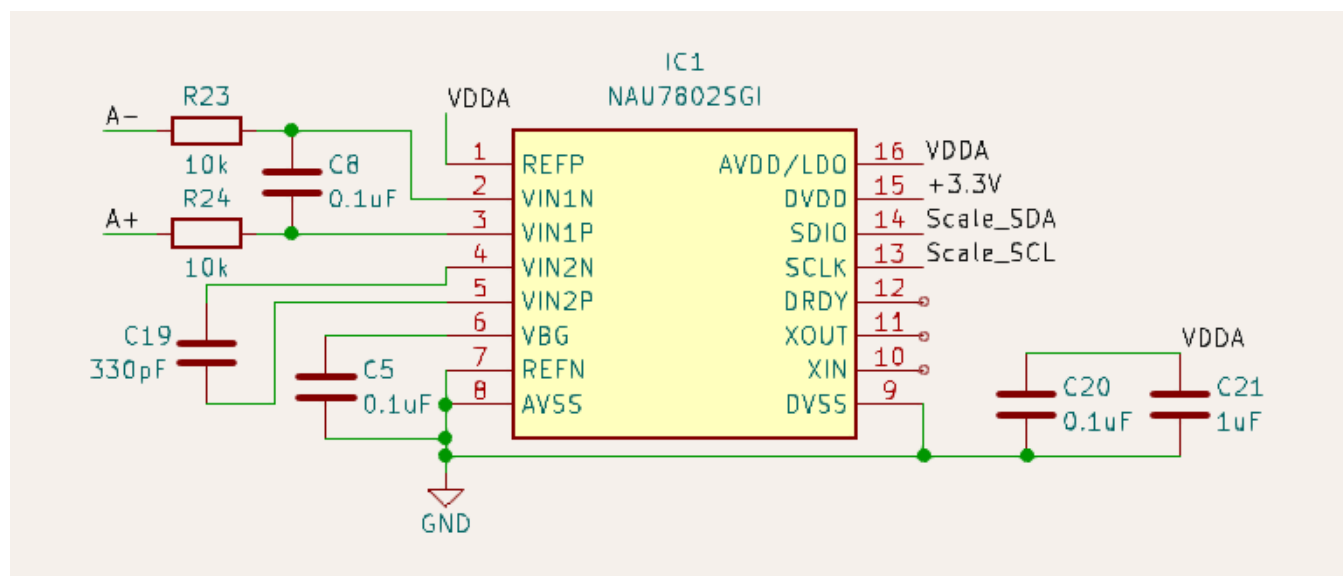 IC1
NAU7802SGI
A-
R23
10k
C8
0.1uF
A+
R24
10k
C19
330pF
C5
0.1uF
VDDA
1 REFP
2 VIN1N
3 VIN1P
4 VIN2N
5 VIN2P
6 VBG
7 REFN
8 AVSS
AVDD/LDO 16 VDDA
DVDD 15 +3.3V
SDIO 14 Scale_SDA
SCLK 13 Scale_SCL
DRDY 12
XOUT 11
XIN 10
DVSS 9
GND
VDDA
C20
0.1uF
C21
1uF